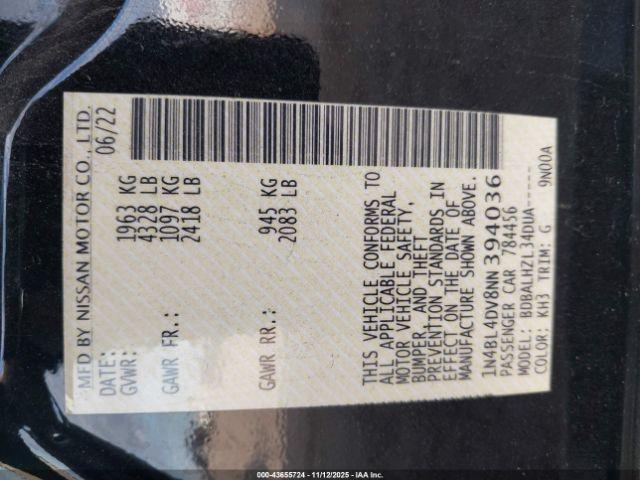 MFD BY NISSAN MOTOR CO., LTD.
DATE: 06/22
GVWR: 1963 KG
4328 LB
GAWR FR.: 1097 KG
2418 LB
GAWR RR.: 945 KG
2083 LB
THIS VEHICLE CONFORMS TO
ALL APPLICABLE FEDERAL
MOTOR VEHICLE SAFETY,
BUMPER, AND THEFT
PREVENTION STANDARDS IN
EFFECT ON THE DATE OF
MANUFACTURE SHOWN ABOVE.
1N4BL4DV8NN394036
PASSENGER CAR 784456
MODEL: BDBALHZL34DUA-----
COLOR: KH3 TRIM: G 9N00A
000-43655724 - 11/12/2025 - IAA Inc.